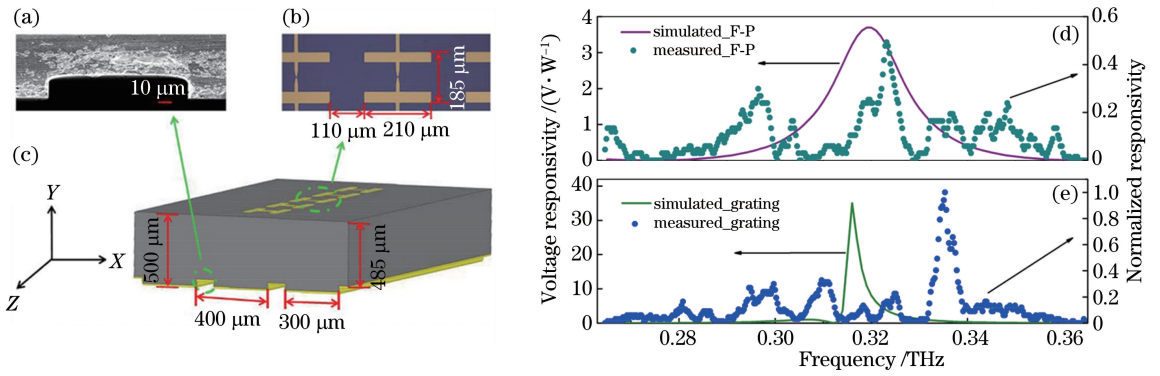 (a)
10 μm
(b)
185 μm
110 μm
210 μm
(c)
Y
X
Z
500 μm
485 μm
400 μm
300 μm
(d)
simulated_F-P
measured_F-P
4
3
2
1
0
0.6
0.4
0.2
0
(e)
simulated_grating
measured_grating
40
30
20
10
0
1.0
0.8
0.6
0.4
0.2
0
Voltage responsivity /(V· W⁻¹)
Normalized responsivity
0.28
0.30
0.32
0.34
0.36
Frequency /THz